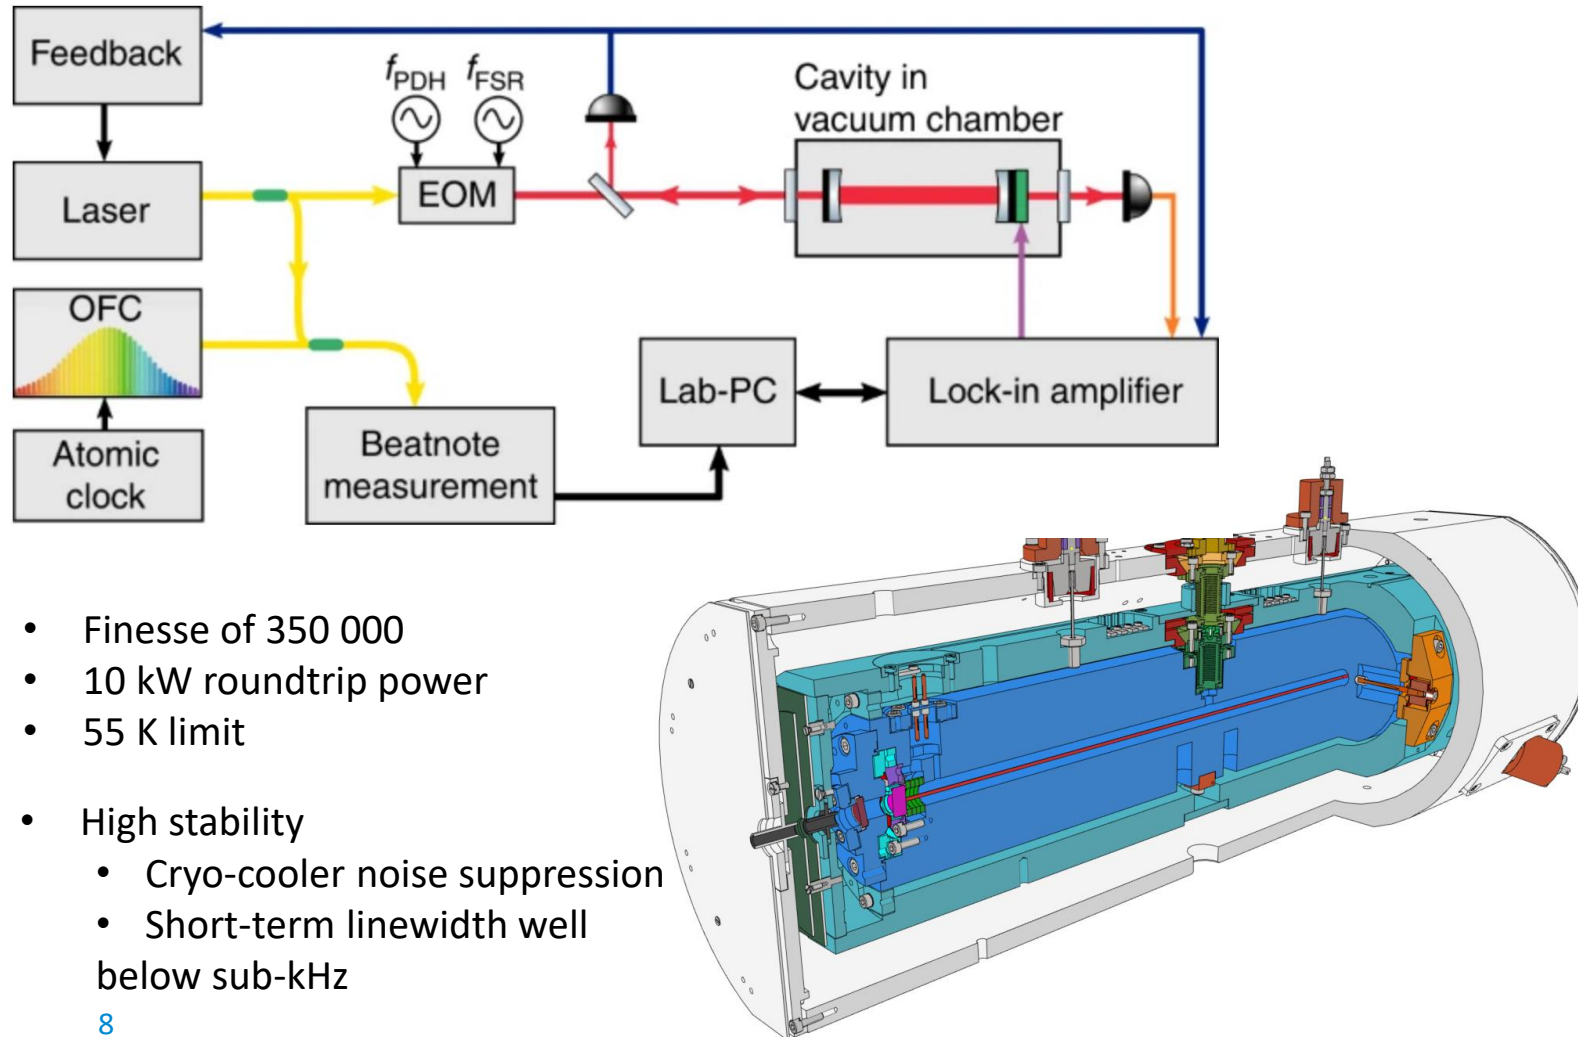 Feedback
f_PDH f_FSR
Cavity in
vacuum chamber
EOM
Laser
OFC
Lab-PC
Lock-in amplifier
Atomic
clock
Beatnote
measurement
• Finesse of 350 000
• 10 kW roundtrip power
• 55 K limit
• High stability
• Cryo-cooler noise suppression
• Short-term linewidth well
below sub-kHz
8